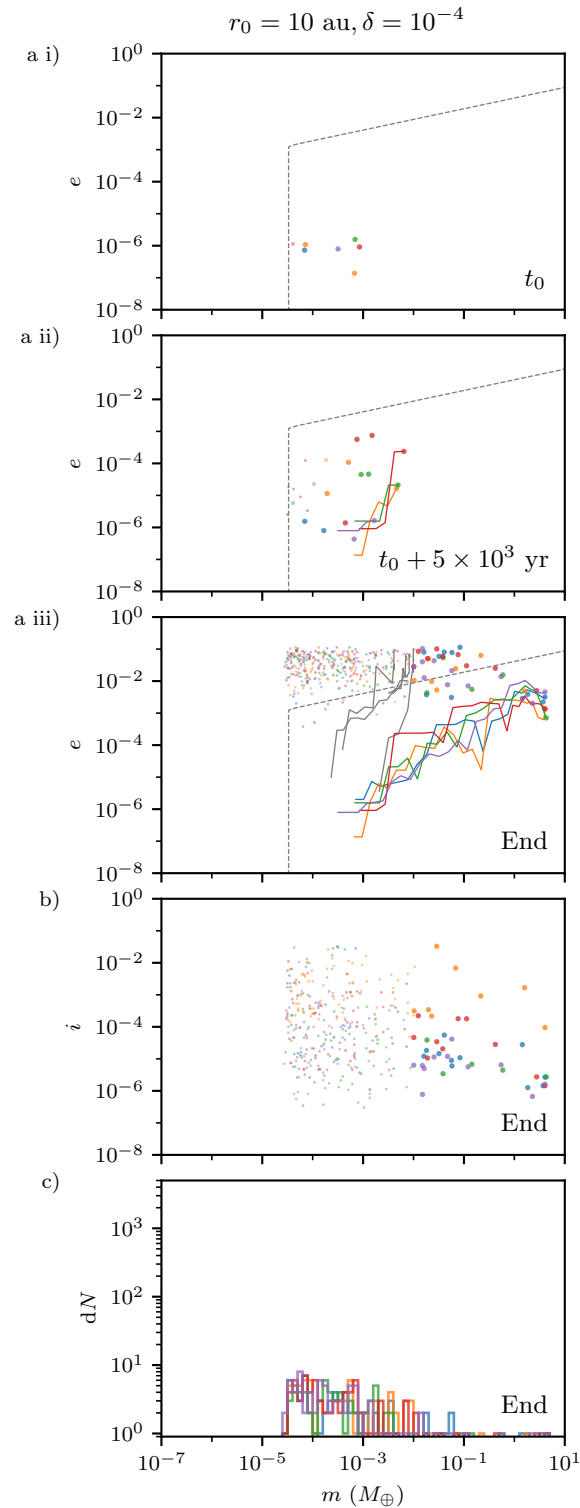 r₀ = 10 au, δ = 10⁻⁴
a i)
10⁰
10⁻²
10⁻⁴
10⁻⁶
10⁻⁸
e
t₀
a ii)
10⁰
10⁻²
10⁻⁴
10⁻⁶
10⁻⁸
e
t₀ + 5 × 10³ yr
a iii)
10⁰
10⁻²
10⁻⁴
10⁻⁶
10⁻⁸
e
End
b)
10⁰
10⁻²
10⁻⁴
10⁻⁶
10⁻⁸
i
End
c)
10³
10²
10¹
10⁰
dN
End
10⁻⁷ 10⁻⁵ 10⁻³ 10⁻¹ 10¹
m (M⊕)